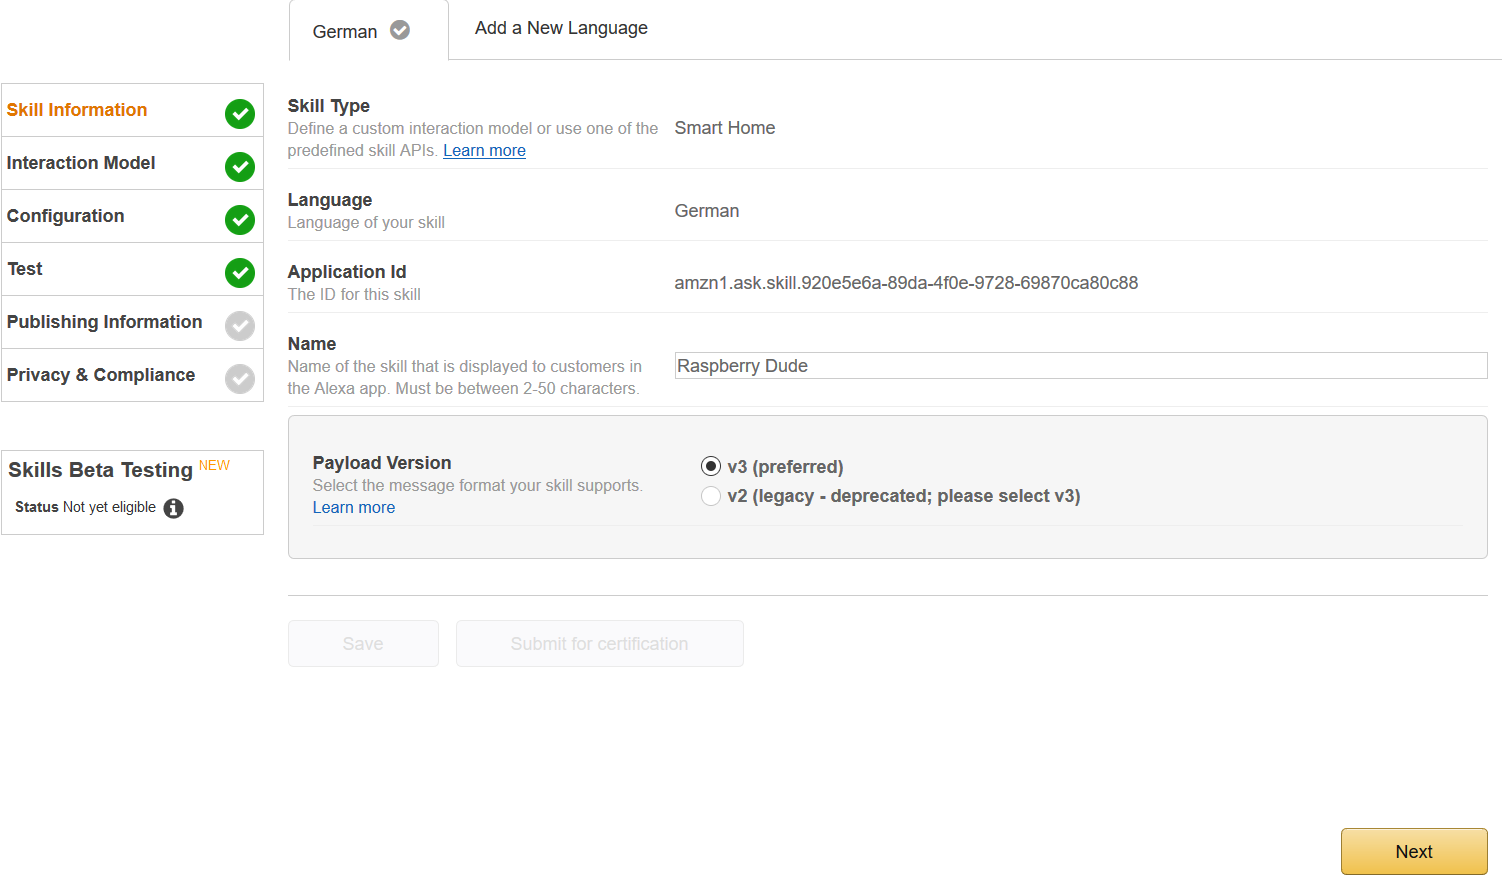 German
Add a New Language
Skill Information
Interaction Model
Configuration
Test
Publishing Information
Privacy & Compliance
Skills Beta Testing NEW
Status Not yet eligible
Skill Type
Define a custom interaction model or use one of the
predefined skill APIs. Learn more
Smart Home
Language
Language of your skill
German
Application Id
The ID for this skill
amzn1.ask.skill.920e5e6a-89da-4f0e-9728-69870ca80c88
Name
Name of the skill that is displayed to customers in
the Alexa app. Must be between 2-50 characters.
Raspberry Dude
Payload Version
Select the message format your skill supports.
Learn more
v3 (preferred)
v2 (legacy - deprecated; please select v3)
Save
Submit for certification
Next